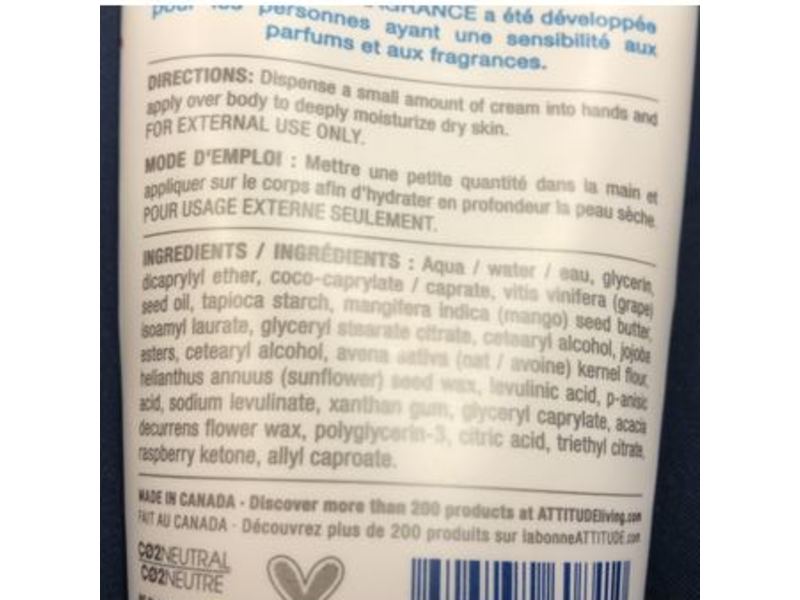 pour les personnes FRAGRANCE a été développée
personnes ayant une sensibilité aux
parfums et aux fragrances.
DIRECTIONS: Dispense a small amount of cream into hands and
apply over body to deeply moisturize dry skin.
FOR EXTERNAL USE ONLY.
MODE D'EMPLOI : Mettre une petite quantité dans la main et
appliquer sur le corps afin d'hydrater en profondeur la peau sèche
POUR USAGE EXTERNE SEULEMENT.
INGREDIENTS / INGRÉDIENTS : Aqua / water / eau, glycerin,
dicaprylyl ether, coco-caprylate / caprate, vitis vinifera (grape)
seed oil, tapioca starch, mangifera indica (mango) seed butter,
isoamyl laurate, glyceryl stearate citrate, cetearyl alcohol, jojoba
esters, cetearyl alcohol, avena sativa (oat / avoine) kernel flour,
helianthus annuus (sunflower) seed wax, levulinic acid, p-anisic
acid, sodium levulinate, xanthan gum, glyceryl caprylate, acacia
decurrens flower wax, polyglycerin-3, citric acid, triethyl citrate,
raspberry ketone, allyl caproate.
MADE IN CANADA - Discover more than 200 products at ATTITUDEliving.com
FAIT AU CANADA - Découvrez plus de 200 produits sur labonneATTITUDE.com
CO2NEUTRAL
CO2NEUTRE